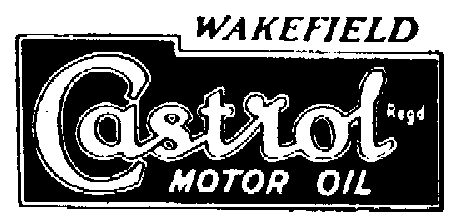 WAKEFIELD
Castrol Regd
MOTOR OIL